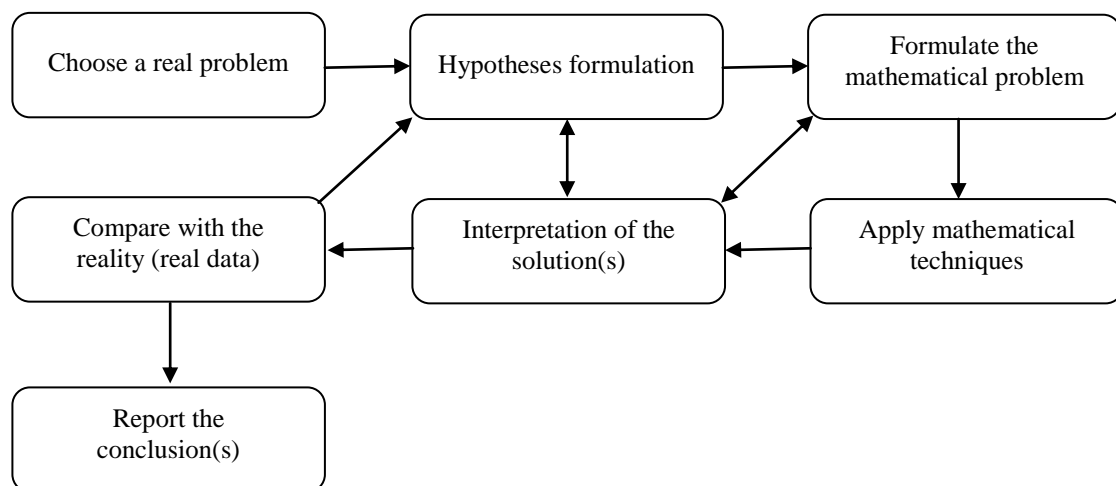 Choose a real problem
Hypotheses formulation
Formulate the
mathematical problem
Compare with the
reality (real data)
Interpretation of the
solution(s)
Apply mathematical
techniques
Report the
conclusion(s)